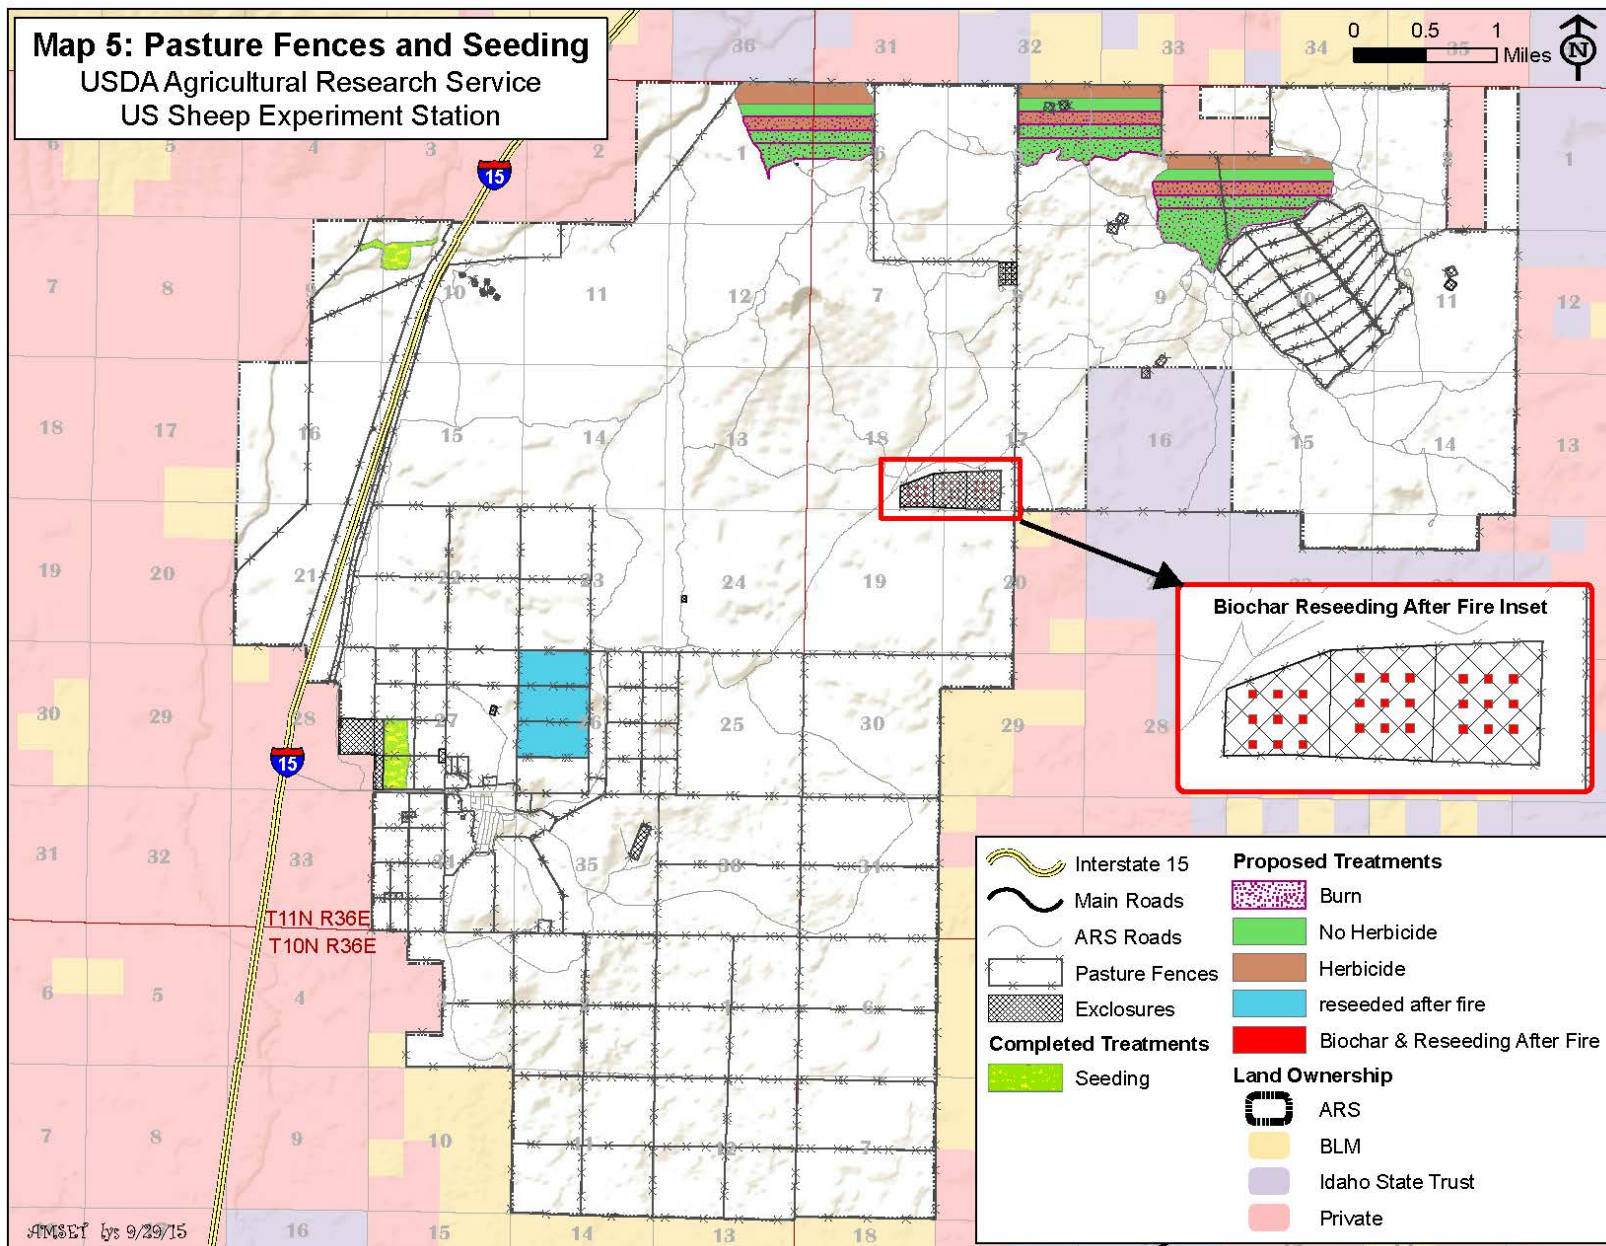 Map 5: Pasture Fences and Seeding
USDA Agricultural Research Service
US Sheep Experiment Station
0 0.5 1
Miles
N
36 31 32 33 34 35
6 5 4 3 2 1 6 5 4 3 2 1
15
7 8 9 10 11 12 7 8 9 10 11 12
18 17 16 15 14 13 18 17 16 15 14 13
19 20 21 22 23 24 19 20
Biochar Reseeding After Fire Inset
30 29 28 27 26 25 30 29 28
15
31 32 33 34 35 36 31
T11N R36E
T10N R36E
6 5 4 3 2 1 6
7 8 9 10 11 12 7
16 15 14 13 18
Interstate 15
Main Roads
ARS Roads
Pasture Fences
Exclosures
Completed Treatments
Seeding
Proposed Treatments
Burn
No Herbicide
Herbicide
reseeded after fire
Biochar & Reseeding After Fire
Land Ownership
ARS
BLM
Idaho State Trust
Private
AMSET lys 9/29/15